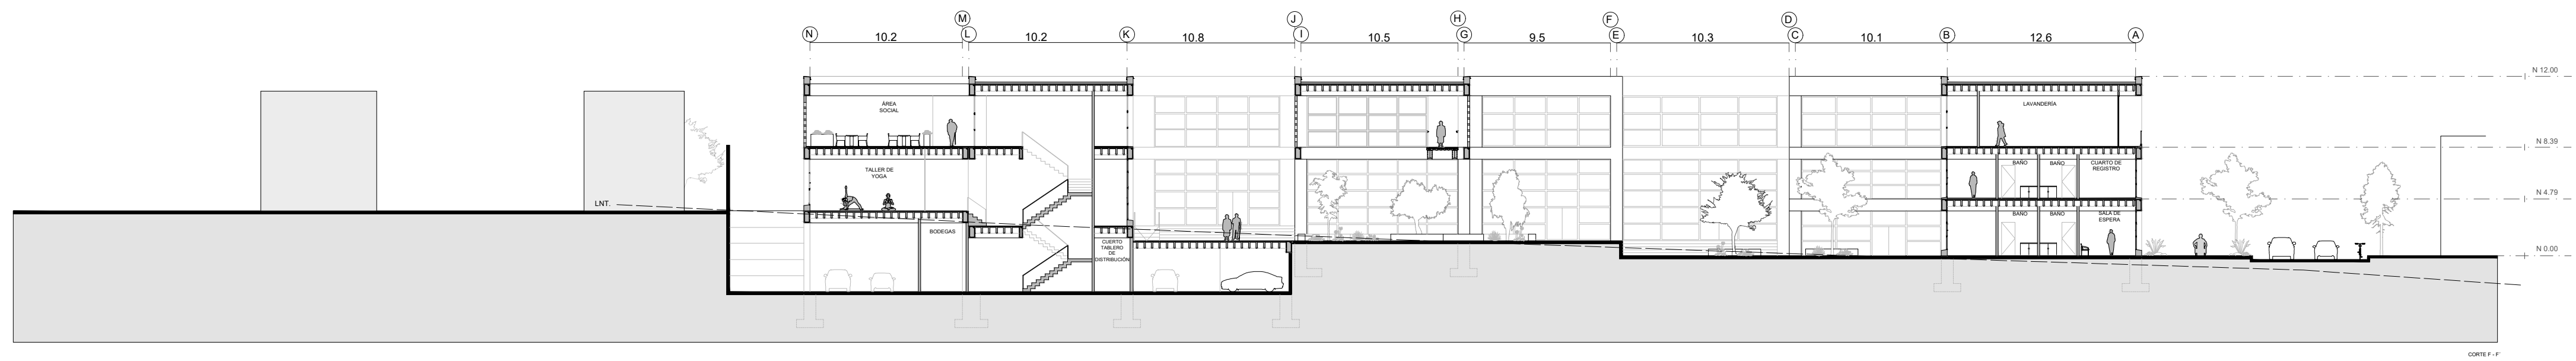 N
10.2
M
L
10.2
K
10.8
J
I
10.5
H
G
9.5
F
E
10.3
D
C
10.1
B
12.6
A
N 12.00
N 8.39
N 4.79
N 0.00
ÁREA
SOCIAL
LAVANDERÍA
TALLER DE
YOGA
BAÑO
BAÑO
CUARTO DE
REGISTRO
LNT.
BODEGAS
BAÑO
BAÑO
SALA DE
ESPERA
CUERTO
TABLERO
DE
DISTRIBUCIÓN
CORTE F - F'